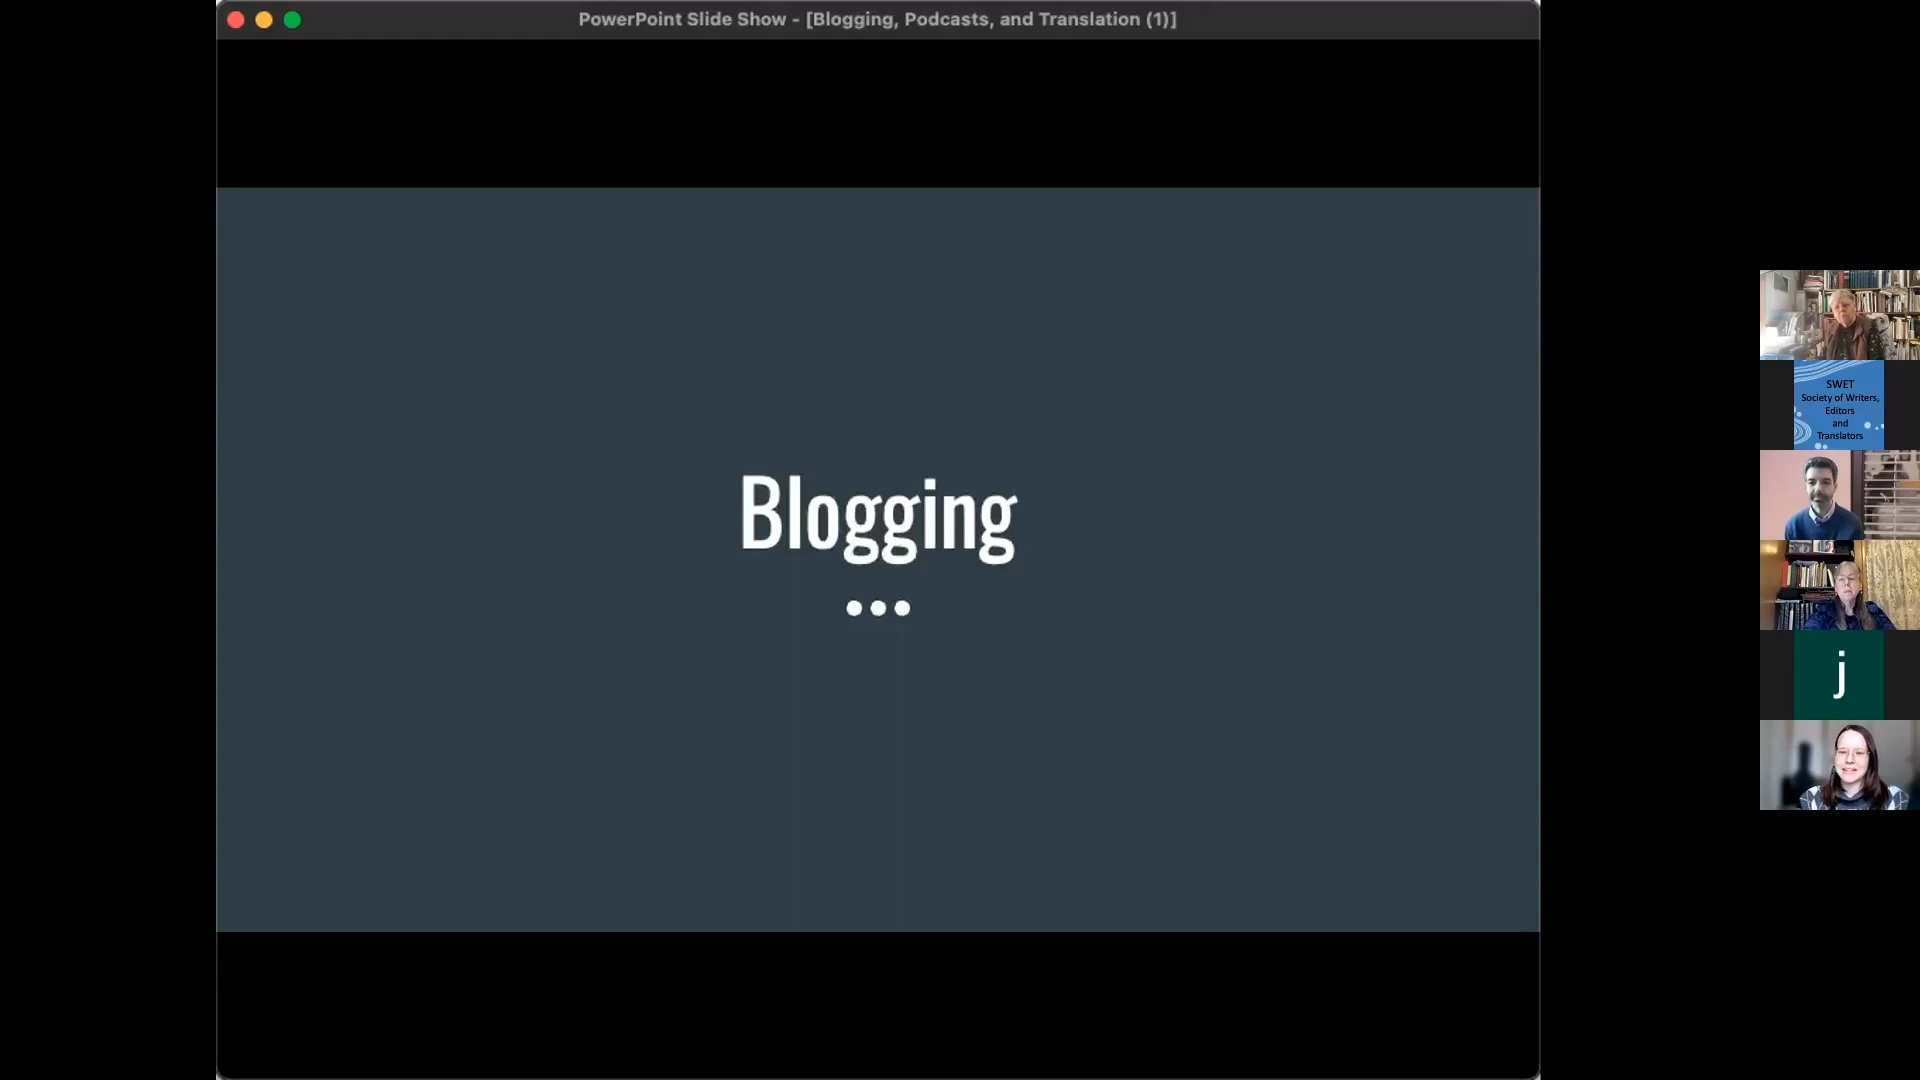 PowerPoint Slide Show - [Blogging, Podcasts, and Translation (1)]
Blogging
SWET
Society of Writers,
Editors
and
Translators
j